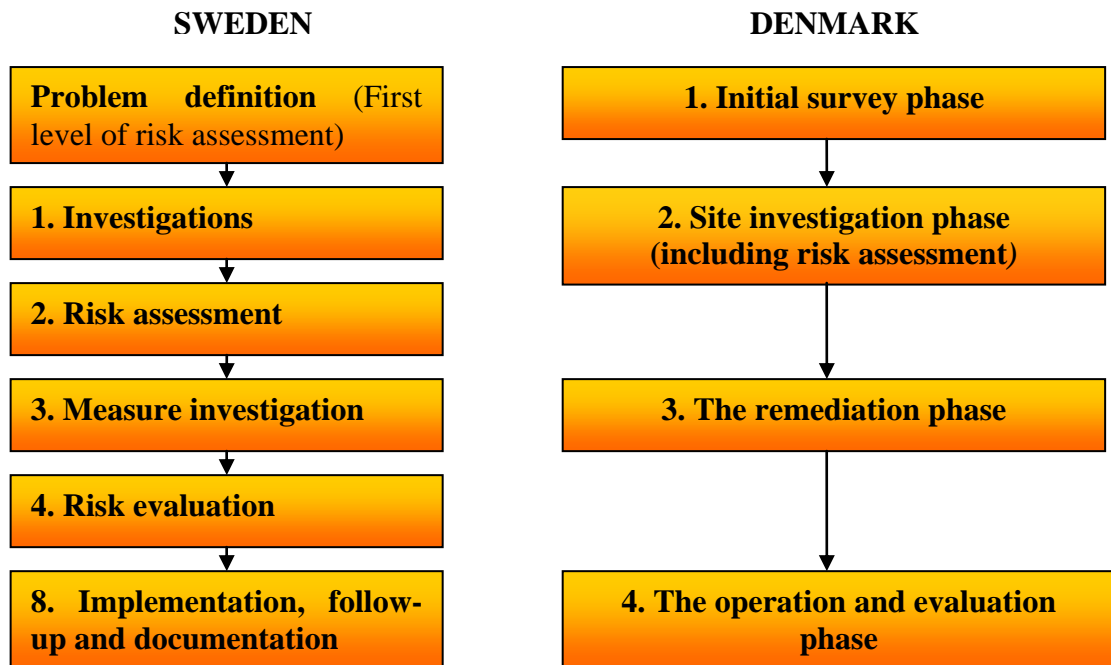 SWEDEN
Problem definition (First
level of risk assessment)
1. Investigations
2. Risk assessment
3. Measure investigation
4. Risk evaluation
8. Implementation, follow-
up and documentation
DENMARK
1. Initial survey phase
2. Site investigation phase
(including risk assessment)
3. The remediation phase
4. The operation and evaluation
phase